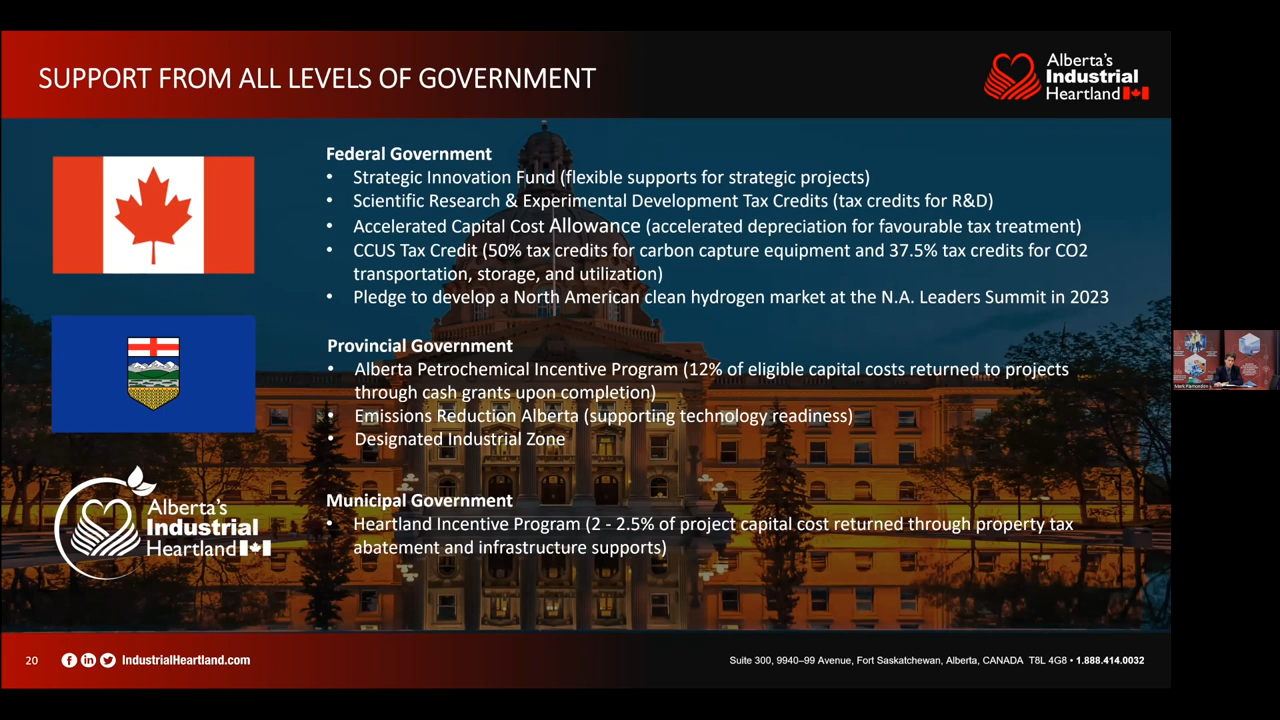 SUPPORT FROM ALL LEVELS OF GOVERNMENT
Alberta's
Industrial
Heartland
Federal Government
• Strategic Innovation Fund (flexible supports for strategic projects)
• Scientific Research & Experimental Development Tax Credits (tax credits for R&D)
• Accelerated Capital Cost Allowance (accelerated depreciation for favourable tax treatment)
• CCUS Tax Credit (50% tax credits for carbon capture equipment and 37.5% tax credits for CO2
transportation, storage, and utilization)
• Pledge to develop a North American clean hydrogen market at the N.A. Leaders Summit in 2023
Provincial Government
• Alberta Petrochemical Incentive Program (12% of eligible capital costs returned to projects
through cash grants upon completion)
• Emissions Reduction Alberta (supporting technology readiness)
• Designated Industrial Zone
Alberta's
Industrial
Heartland
Municipal Government
• Heartland Incentive Program (2 - 2.5% of project capital cost returned through property tax
abatement and infrastructure supports)
20
IndustrialHeartland.com
Suite 300, 9940–99 Avenue, Fort Saskatchewan, Alberta, CANADA T8L 4G8 • 1.888.414.0032